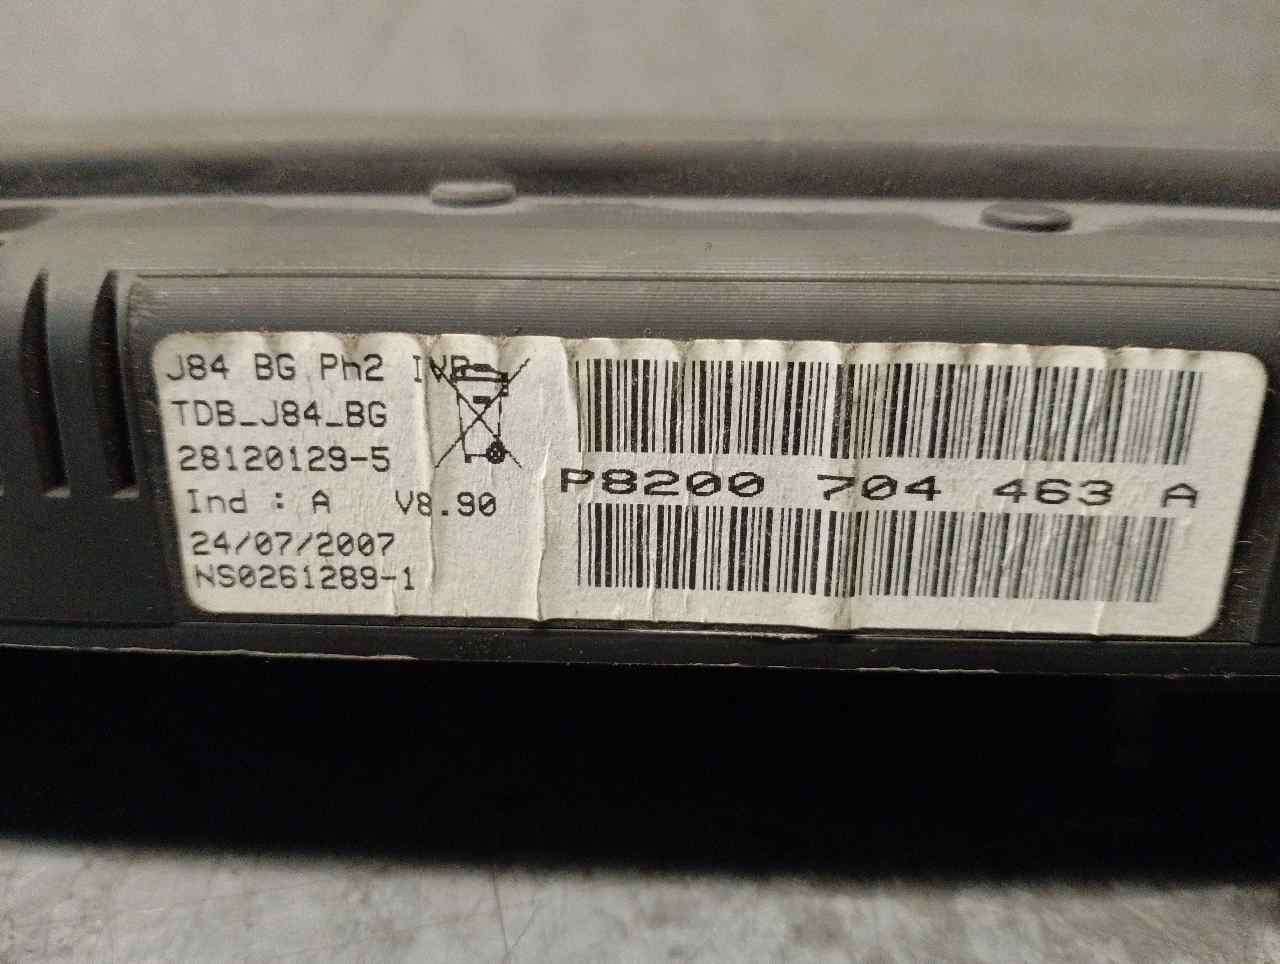 J84 BG Ph2
TDB_J84_BG
28120129-5
Ind : A V8.90
24/07/2007
NS0261289-1
P8200 704 463 A